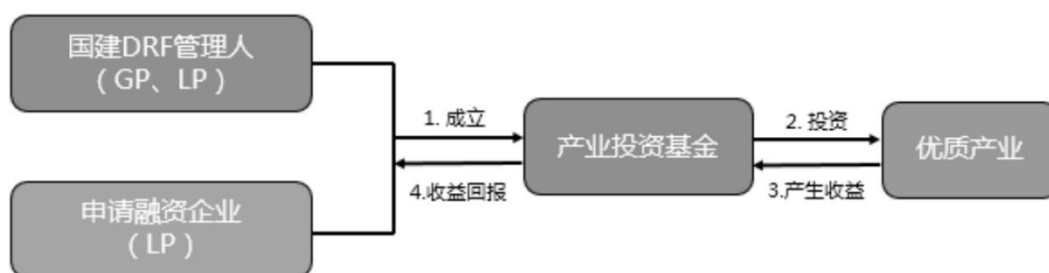 国建DRF管理人
（GP、LP）
1. 成立
2. 投资
产业投资基金
优质产业
4.收益回报
3.产生收益
申请融资企业
（LP）